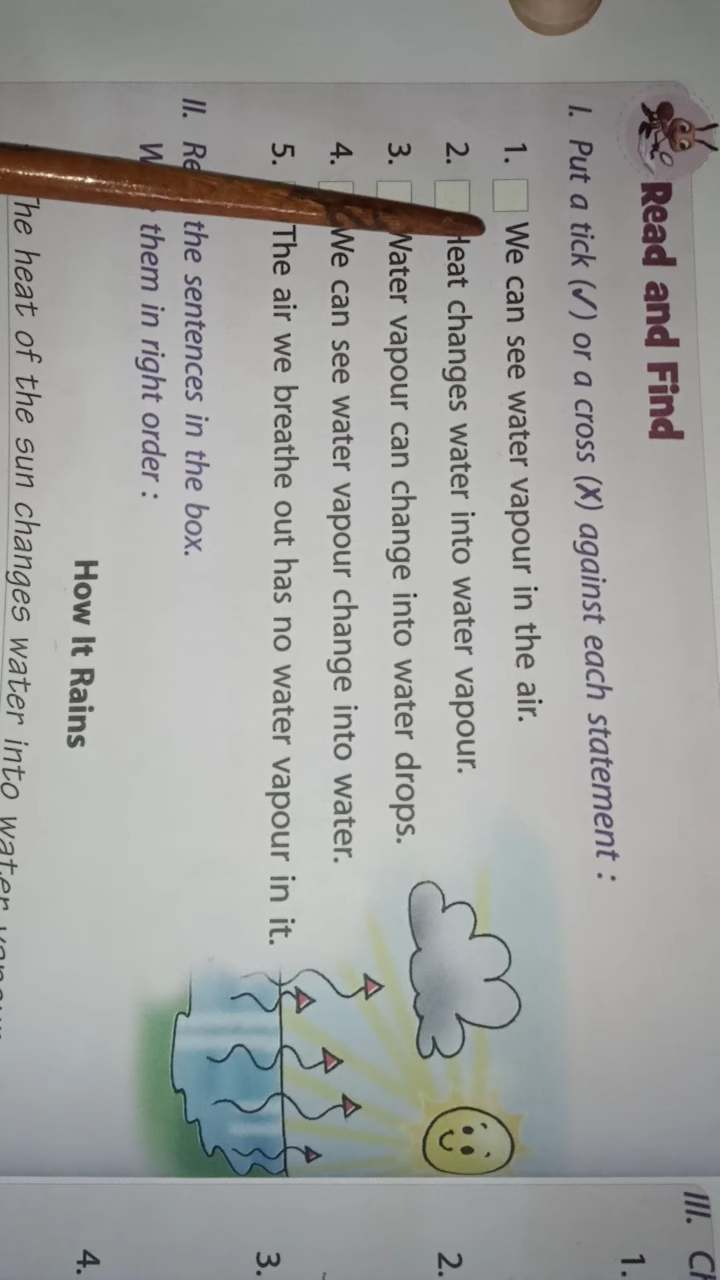 Read and Find
I. Put a tick (✓) or a cross (X) against each statement :
1. We can see water vapour in the air.
2. Heat changes water into water vapour.
3. Water vapour can change into water drops.
4. We can see water vapour change into water.
5. The air we breathe out has no water vapour in it.
II. the sentences in the box.
them in right order :
How It Rains
The heat of the sun changes water into water
III.
1.
2.
3.
4.